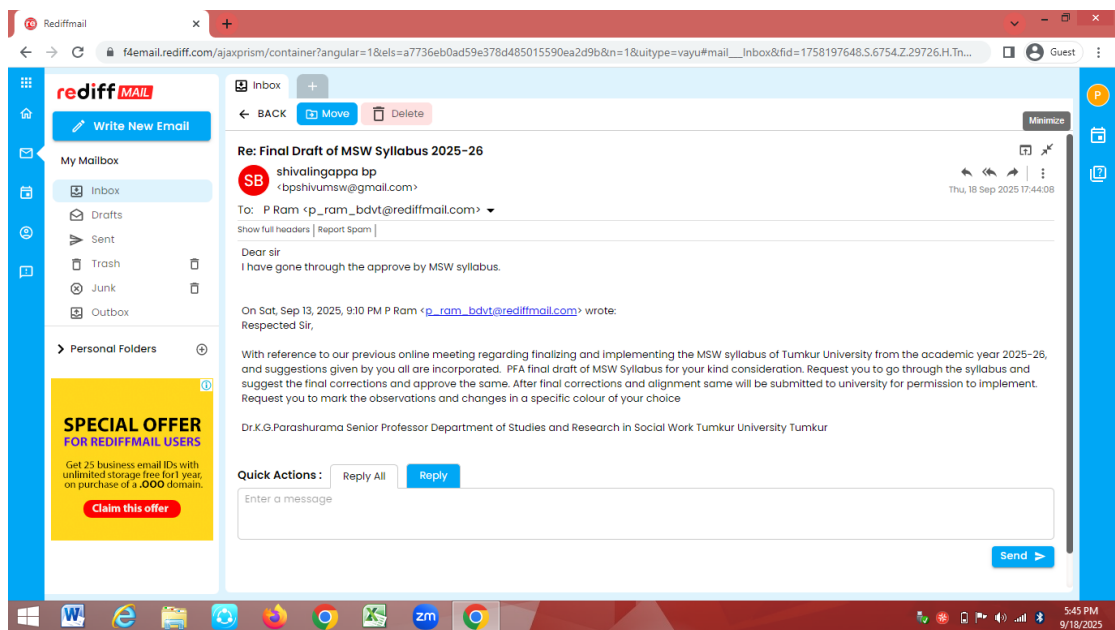 Rediffmail
f4email.rediff.com/ajaxprism/container?angular=1&els=a7736eb0ad59e378d485015590ea2d9b&n=1&uitype=vayu#mail__Inbox&fid=1758197648.S.6754.Z.29726.H.Tn...
Guest
rediff MAIL
Write New Email
My Mailbox
Inbox
Drafts
Sent
Trash
Junk
Outbox
Personal Folders
SPECIAL OFFER
FOR REDIFFMAIL USERS
Get 25 business email IDs with
unlimited storage free for1 year,
on purchase of a .OOO domain.
Claim this offer
Inbox
BACK
Move
Delete
Minimize
Re: Final Draft of MSW Syllabus 2025-26
SB
shivalingappa bp
<bpshivumsw@gmail.com>
Thu, 18 Sep 2025 17:44:08
To: P Ram <p_ram_bdvt@rediffmail.com>
Show full headers | Report Spam |
Dear sir
I have gone through the approve by MSW syllabus.
On Sat, Sep 13, 2025, 9:10 PM P Ram <p_ram_bdvt@rediffmail.com> wrote:
Respected Sir,
With reference to our previous online meeting regarding finalizing and implementing the MSW syllabus of Tumkur University from the academic year 2025-26,
and suggestions given by you all are incorporated. PFA final draft of MSW Syllabus for your kind consideration. Request you to go through the syllabus and
suggest the final corrections and approve the same. After final corrections and alignment same will be submitted to university for permission to implement.
Request you to mark the observations and changes in a specific colour of your choice
Dr.K.G.Parashurama Senior Professor Department of Studies and Research in Social Work Tumkur University Tumkur
Quick Actions :
Reply All
Reply
Enter a message
Send
P
zm
5:45 PM
9/18/2025